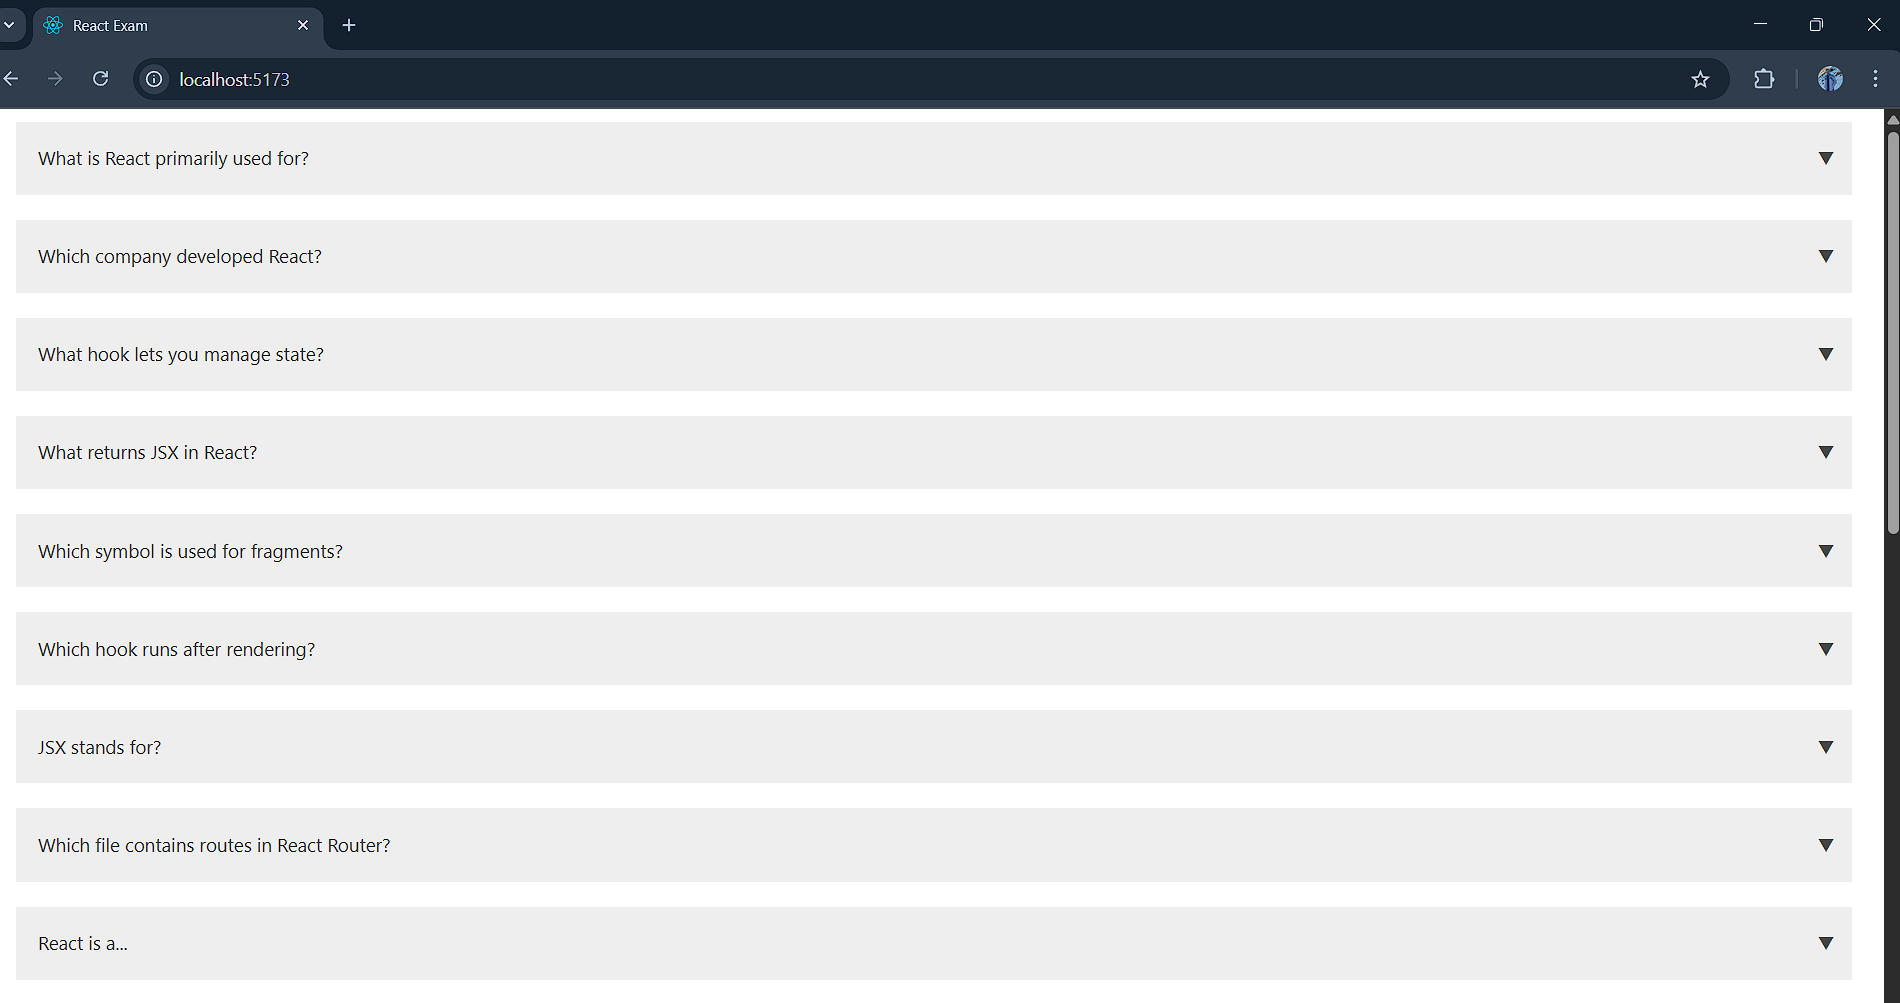 React Exam
localhost:5173
What is React primarily used for?
Which company developed React?
What hook lets you manage state?
What returns JSX in React?
Which symbol is used for fragments?
Which hook runs after rendering?
JSX stands for?
Which file contains routes in React Router?
React is a...